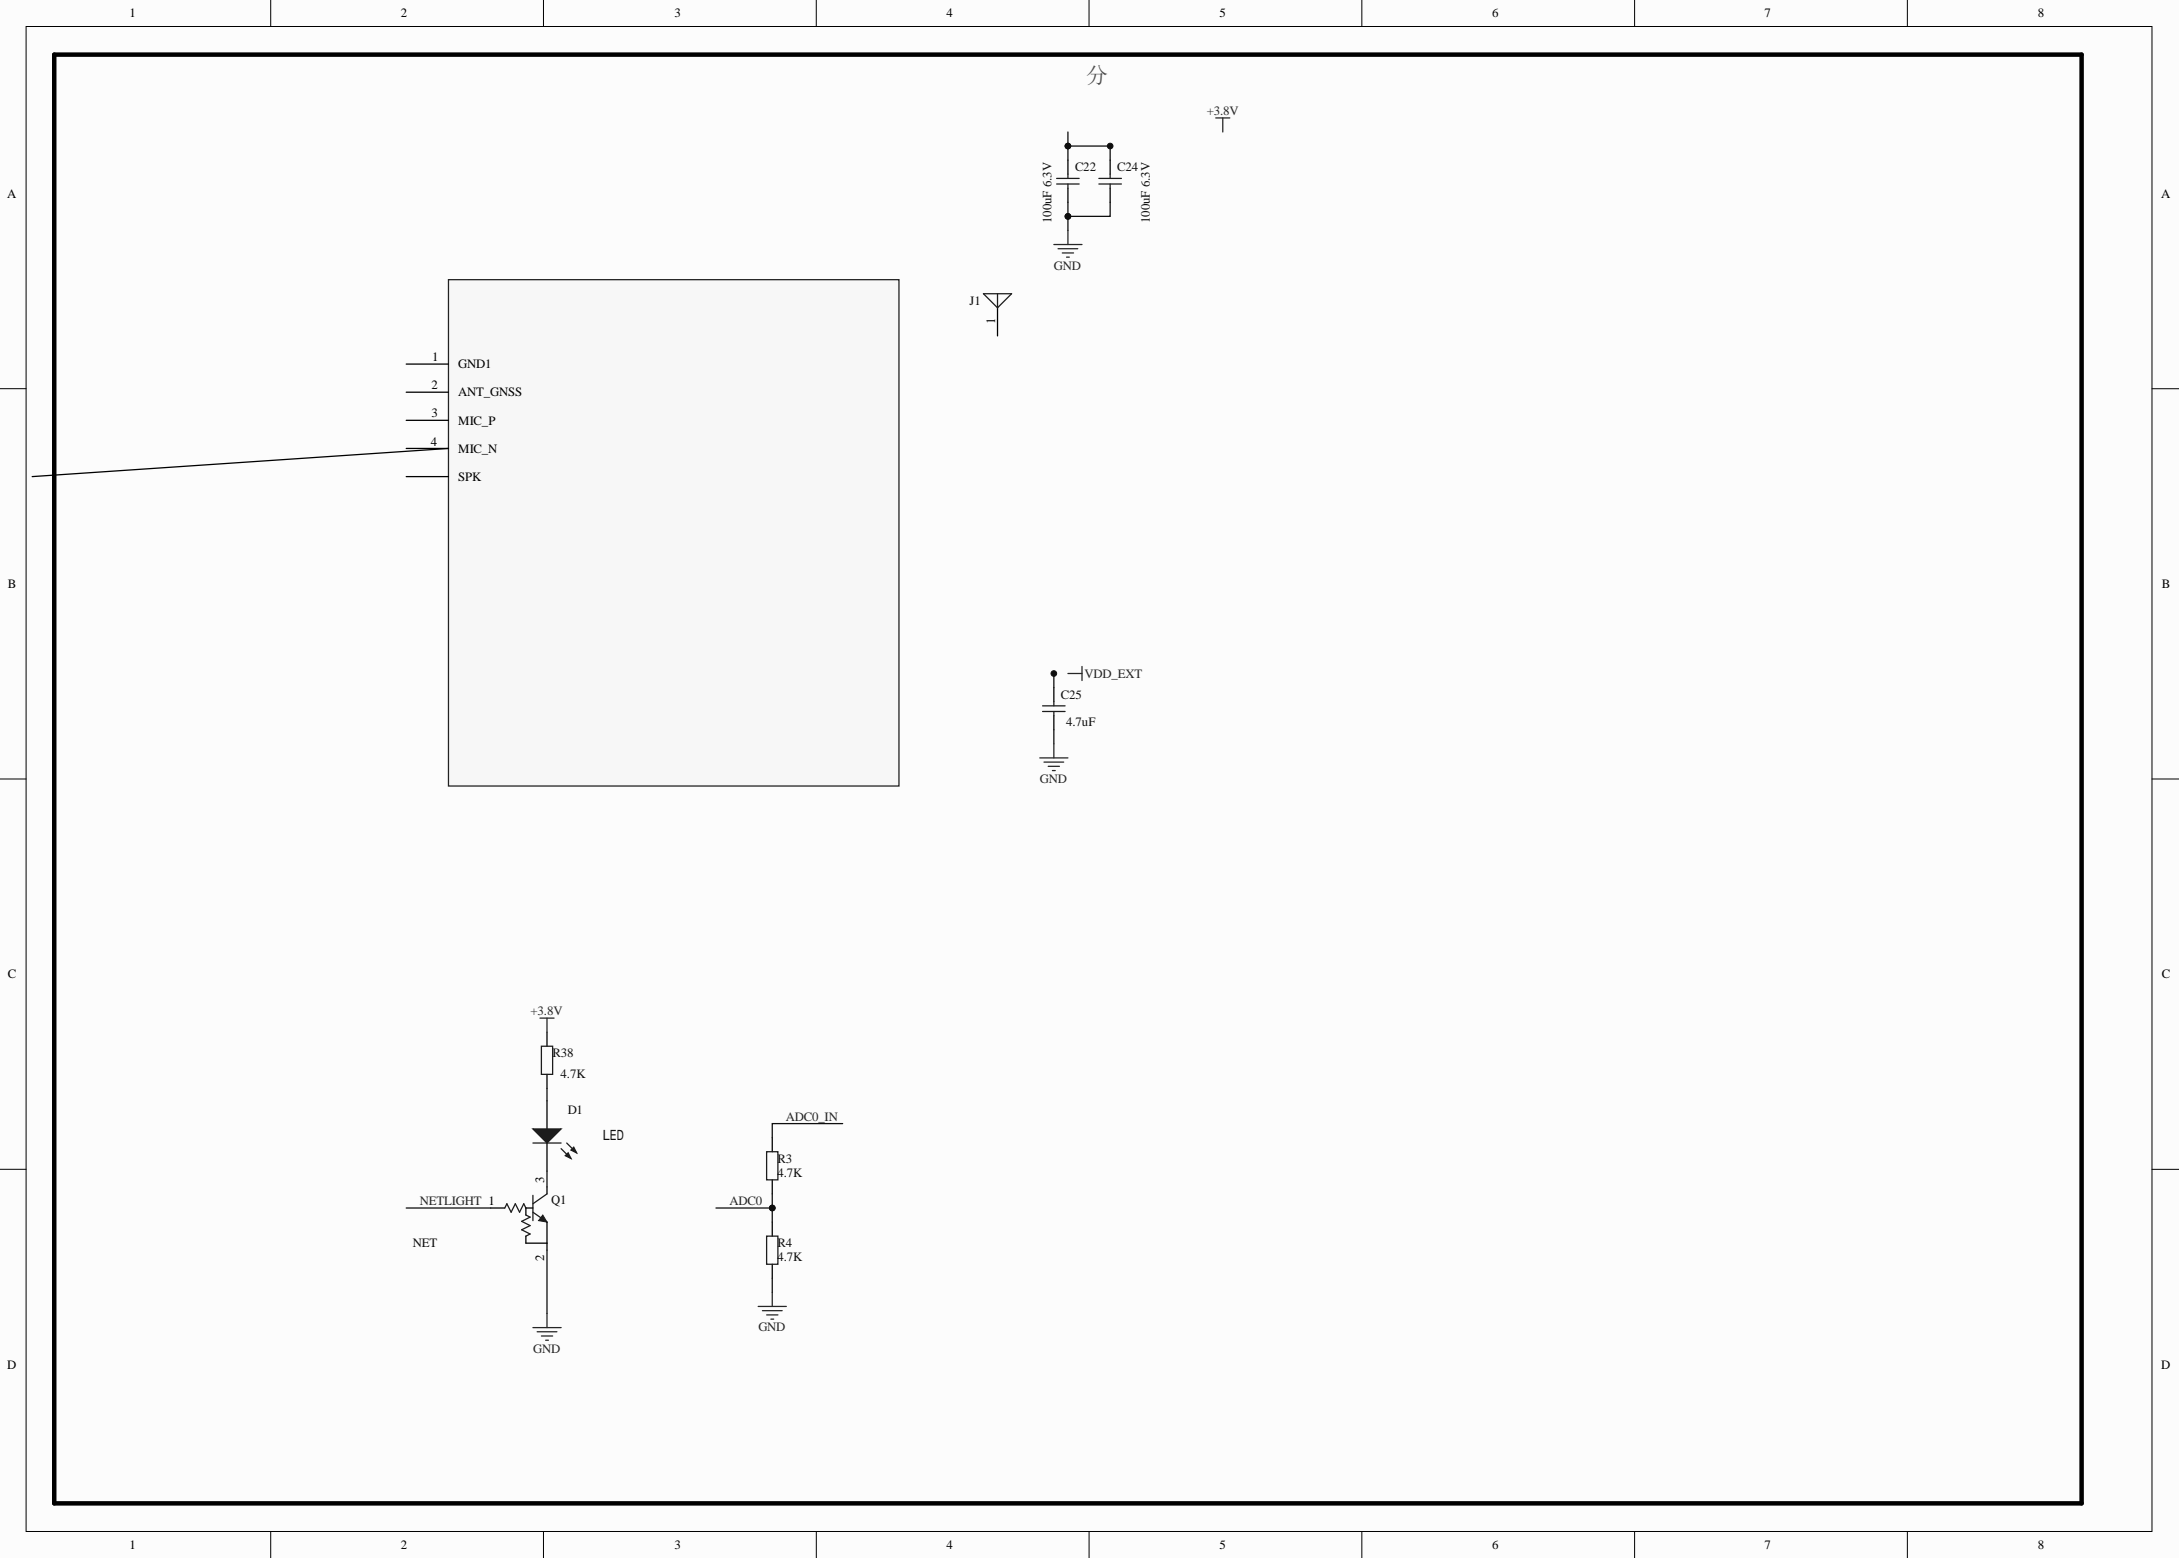 1 2 3 4 5 6 7 8
分
+3.8V
A
C22 C24
100uF 6.3V
100uF 6.3V
A
GND
J1
1
1 GND1
2 ANT_GNSS
3 MIC_P
4 MIC_N
SPK
B
B
VDD_EXT
C25
4.7uF
GND
C
C
+3.8V
R38
4.7K
D1
LED
ADC0_IN
R3
4.7K
3
NETLIGHT 1
Q1
ADC0
NET
R4
4.7K
2
GND
GND
D
D
1 2 3 4 5 6 7 8